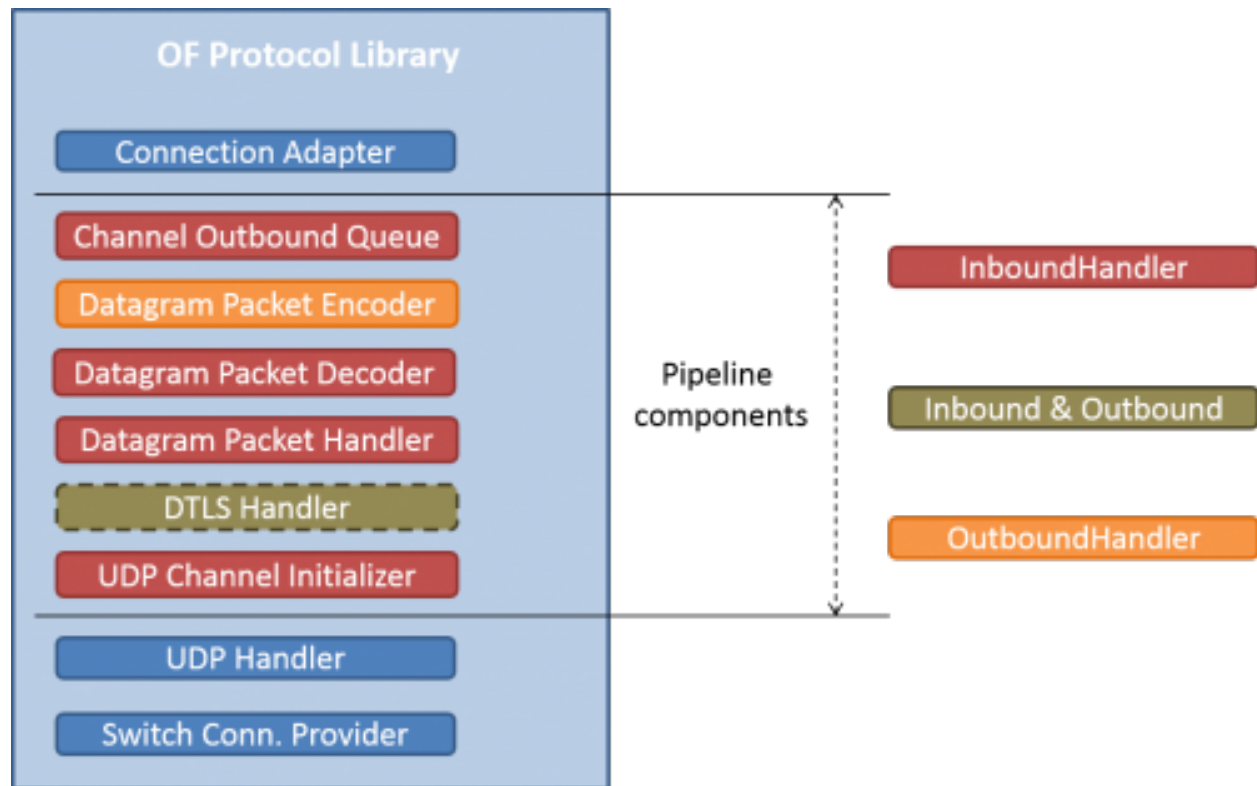 OF Protocol Library
Connection Adapter
Channel Outbound Queue
Datagram Packet Encoder
Datagram Packet Decoder
Datagram Packet Handler
DTLS Handler
UDP Channel Initializer
UDP Handler
Switch Conn. Provider
Pipeline
components
InboundHandler
Inbound & Outbound
OutboundHandler